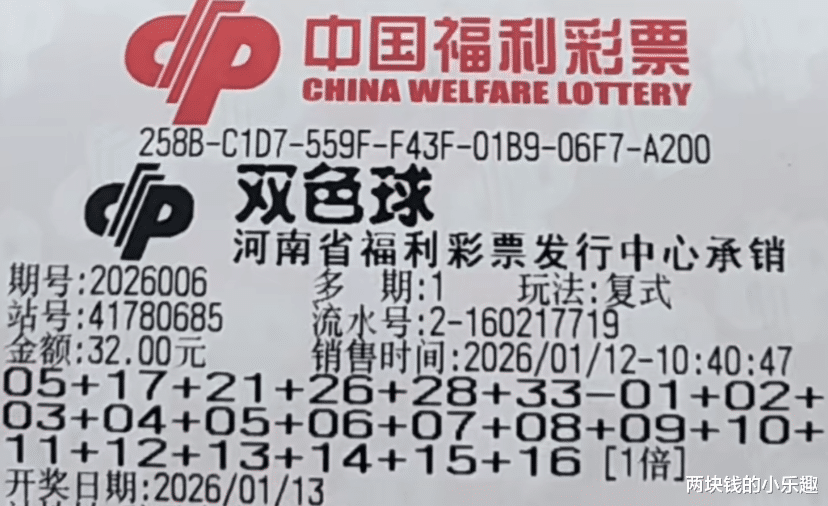 中国福利彩票
CHINA WELFARE LOTTERY
258B-C1D7-559F-F43F-01B9-06F7-A200
双色球
河南省福利彩票发行中心承销
期号:2026006 多 期:1 玩法:复式
站号:41780685 流水号:2-160217719
金额:32.00元 销售时间:2026/01/12-10:40:47
05+17+21+26+28+33-01+02+
03+04+05+06+07+08+09+10+
11+12+13+14+15+16 [1倍]
开奖日期:2026/01/13
两块钱的小乐趣